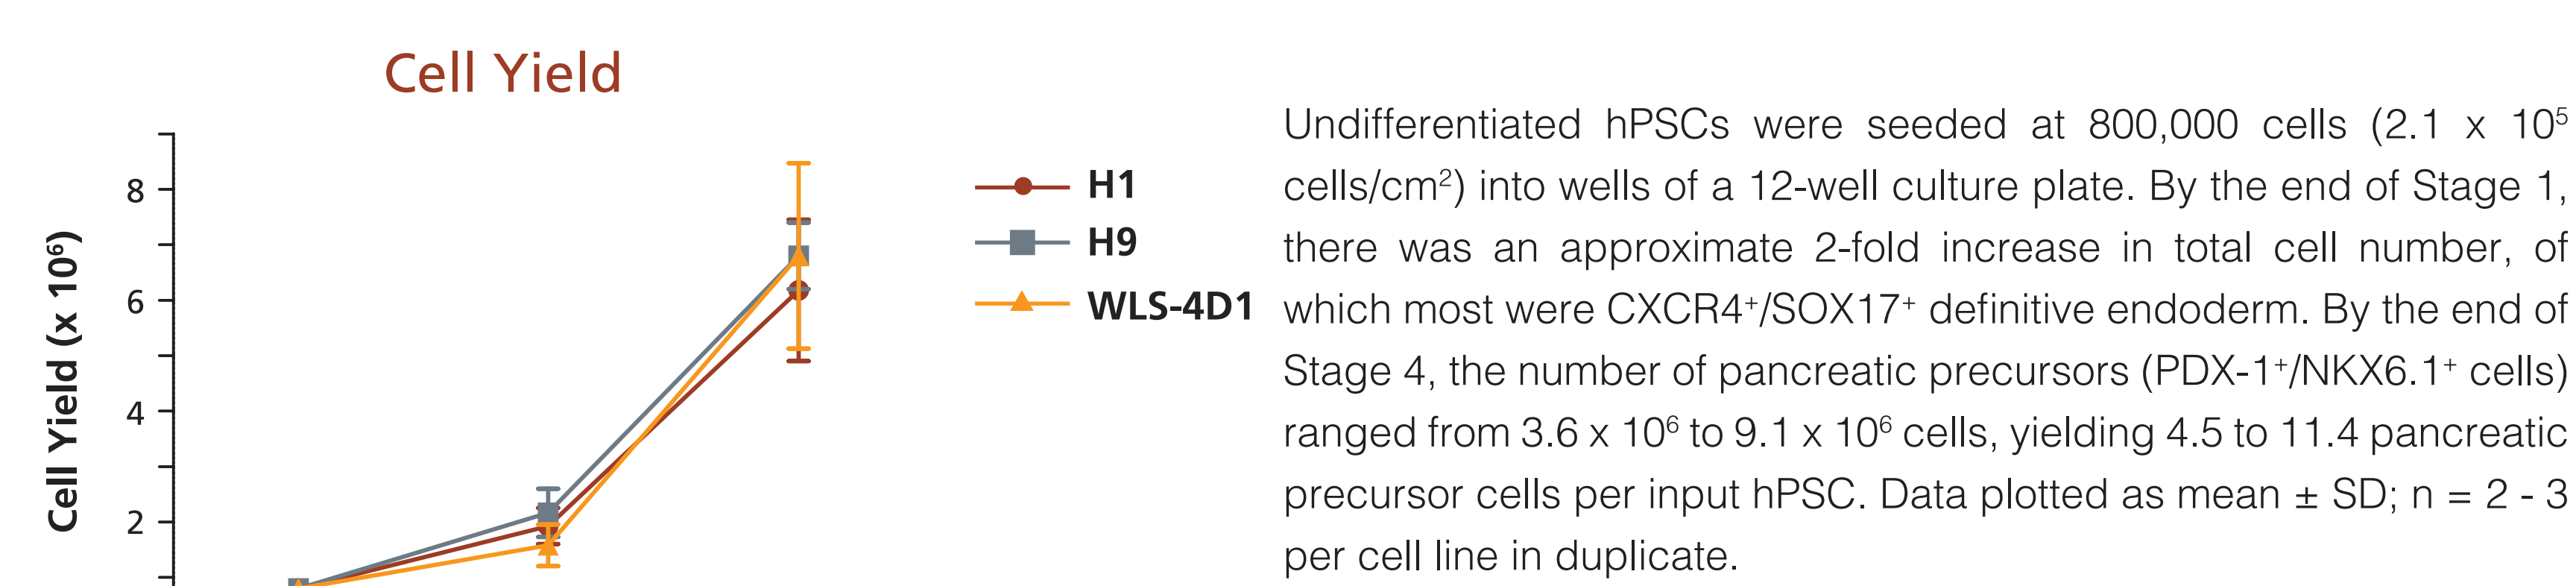 Cell Yield
Cell Yield (x 10⁶)
8
6
4
2
H1
H9
WLS-4D1
Undifferentiated hPSCs were seeded at 800,000 cells (2.1 x 10⁵
cells/cm²) into wells of a 12-well culture plate. By the end of Stage 1,
there was an approximate 2-fold increase in total cell number, of
which most were CXCR4⁺/SOX17⁺ definitive endoderm. By the end of
Stage 4, the number of pancreatic precursors (PDX-1⁺/NKX6.1⁺ cells)
ranged from 3.6 x 10⁶ to 9.1 x 10⁶ cells, yielding 4.5 to 11.4 pancreatic
precursor cells per input hPSC. Data plotted as mean ± SD; n = 2 - 3
per cell line in duplicate.